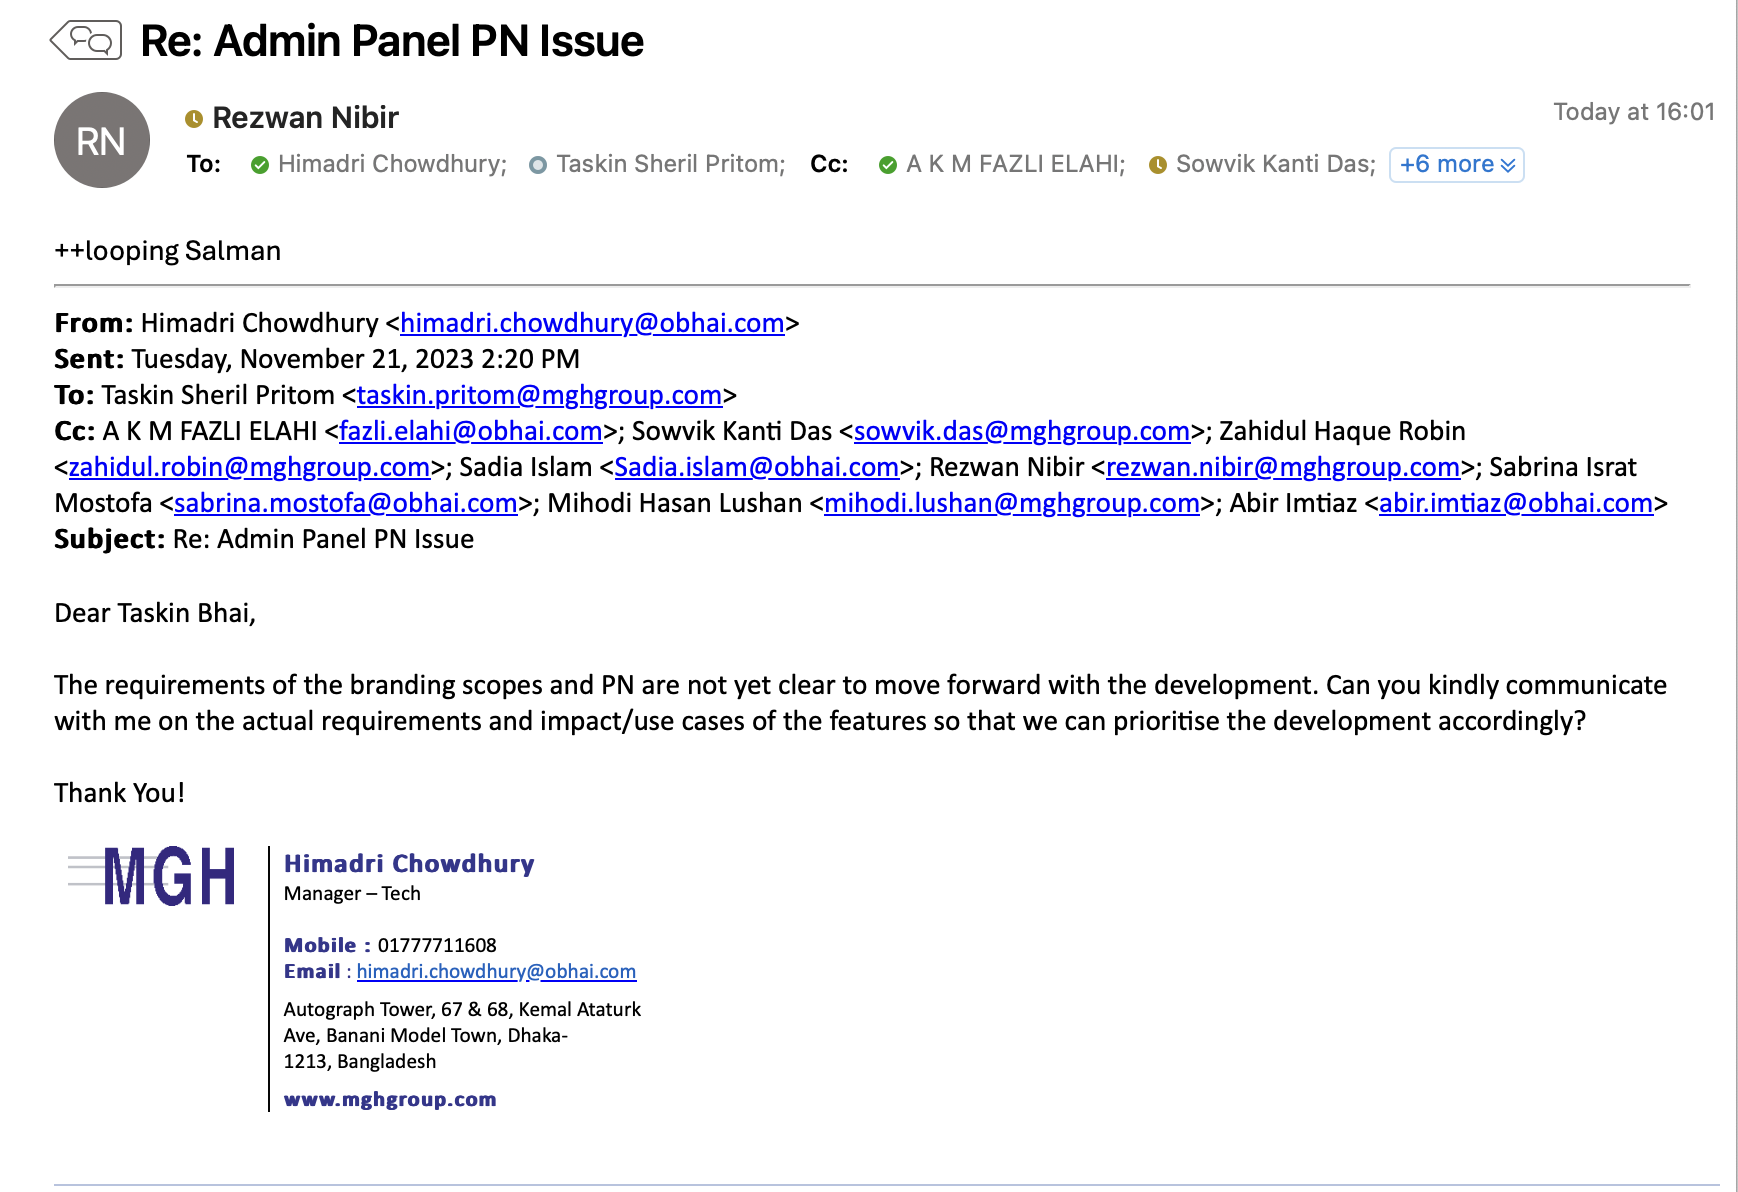 Re: Admin Panel PN Issue
RN
Rezwan Nibir
Today at 16:01
To: Himadri Chowdhury; Taskin Sheril Pritom; Cc: A K M FAZLI ELAHI; Sowvik Kanti Das; +6 more
++looping Salman
From: Himadri Chowdhury <himadri.chowdhury@obhai.com>
Sent: Tuesday, November 21, 2023 2:20 PM
To: Taskin Sheril Pritom <taskin.pritom@mghgroup.com>
Cc: A K M FAZLI ELAHI <fazli.elahi@obhai.com>; Sowvik Kanti Das <sowvik.das@mghgroup.com>; Zahidul Haque Robin
<zahidul.robin@mghgroup.com>; Sadia Islam <Sadia.islam@obhai.com>; Rezwan Nibir <rezwan.nibir@mghgroup.com>; Sabrina Israt
Mostofa <sabrina.mostofa@obhai.com>; Mihodi Hasan Lushan <mihodi.lushan@mghgroup.com>; Abir Imtiaz <abir.imtiaz@obhai.com>
Subject: Re: Admin Panel PN Issue
Dear Taskin Bhai,
The requirements of the branding scopes and PN are not yet clear to move forward with the development. Can you kindly communicate
with me on the actual requirements and impact/use cases of the features so that we can prioritise the development accordingly?
Thank You!
MGH
Himadri Chowdhury
Manager – Tech
Mobile : 01777711608
Email : himadri.chowdhury@obhai.com
Autograph Tower, 67 & 68, Kemal Ataturk
Ave, Banani Model Town, Dhaka-
1213, Bangladesh
www.mghgroup.com